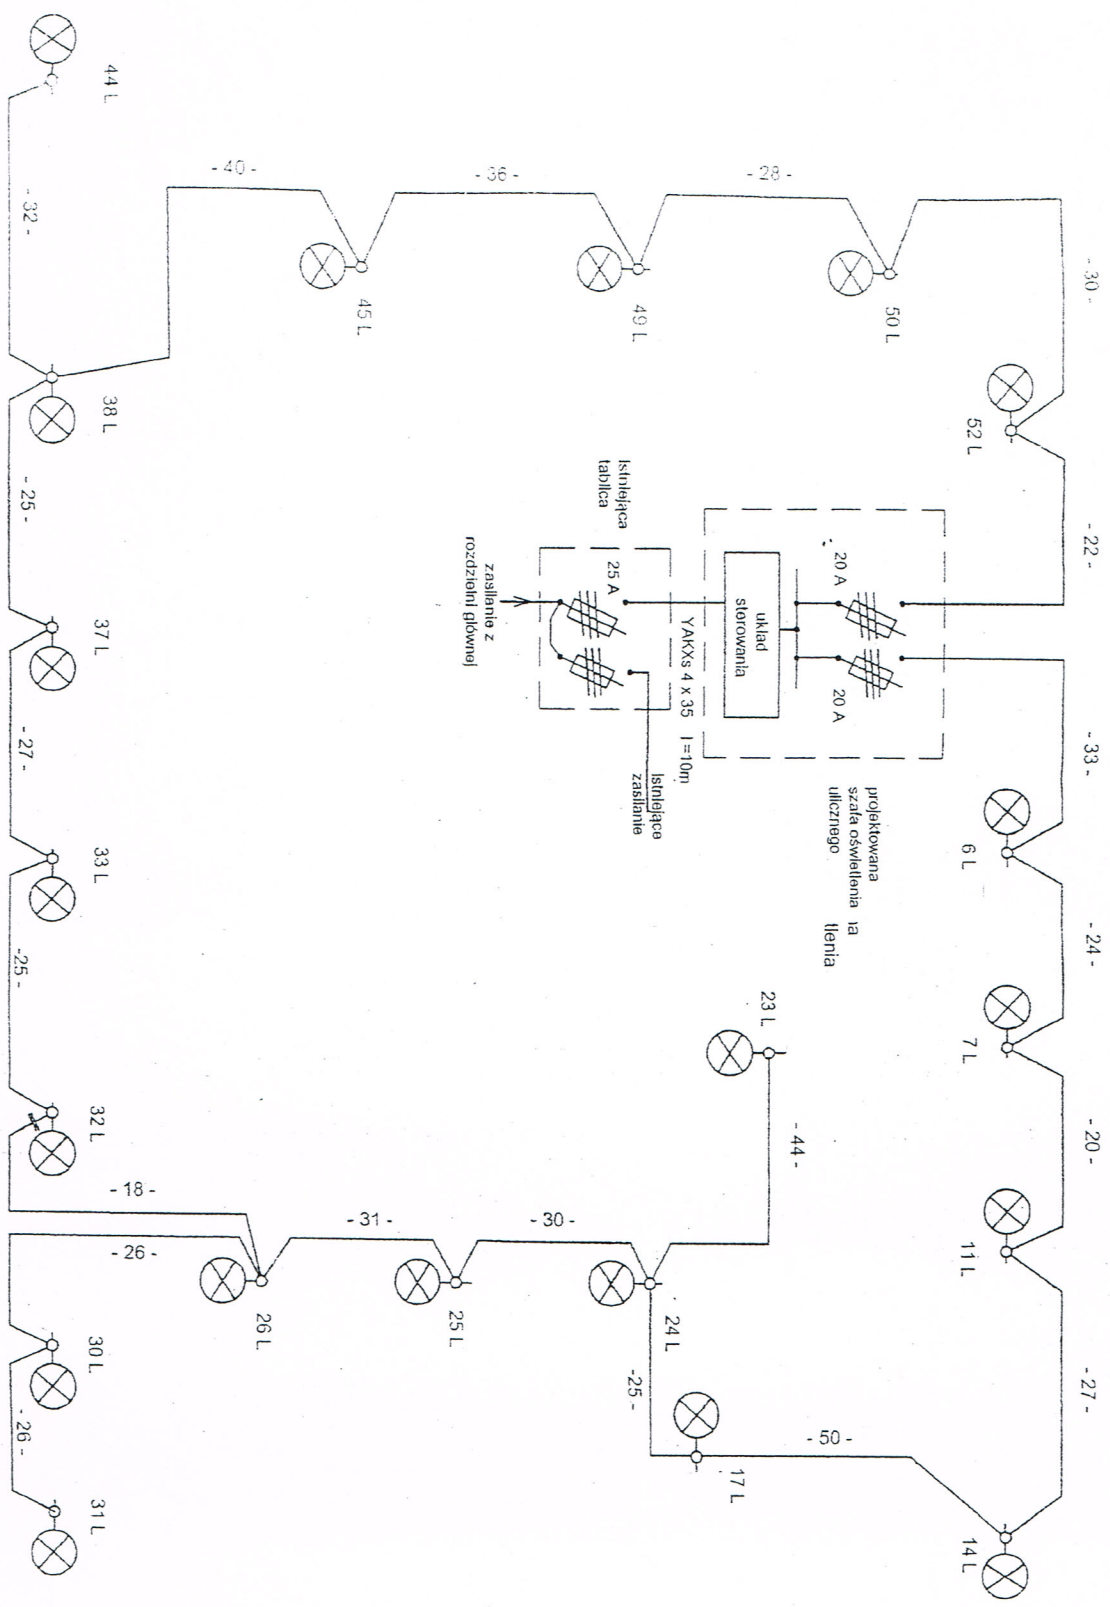 44 L
- 32 -
38 L
- 25 -
37 L
- 27 -
33 L
-25-
32 L
- 18 -
- 26 -
30 L
- 26 -
31 L
- 40 -
45 L
- 36 -
49 L
- 28 -
50 L
- 30 -
52 L
- 22 -
Istniejąca
tablica
25 A
zasilanie z
rozdzielni głównej
YAKXs 4 x 35 l=10m
Istniejące
zasilanie
układ
sterowania
20 A
20 A
projektowana
szafa oświetlenia na
ulicznego
tlenia
- 33 -
6 L
- 24 -
7 L
- 20 -
11 L
- 27 -
14 L
- 50 -
17 L
-25-
24 L
- 44 -
23 L
- 30 -
25 L
- 31 -
26 L